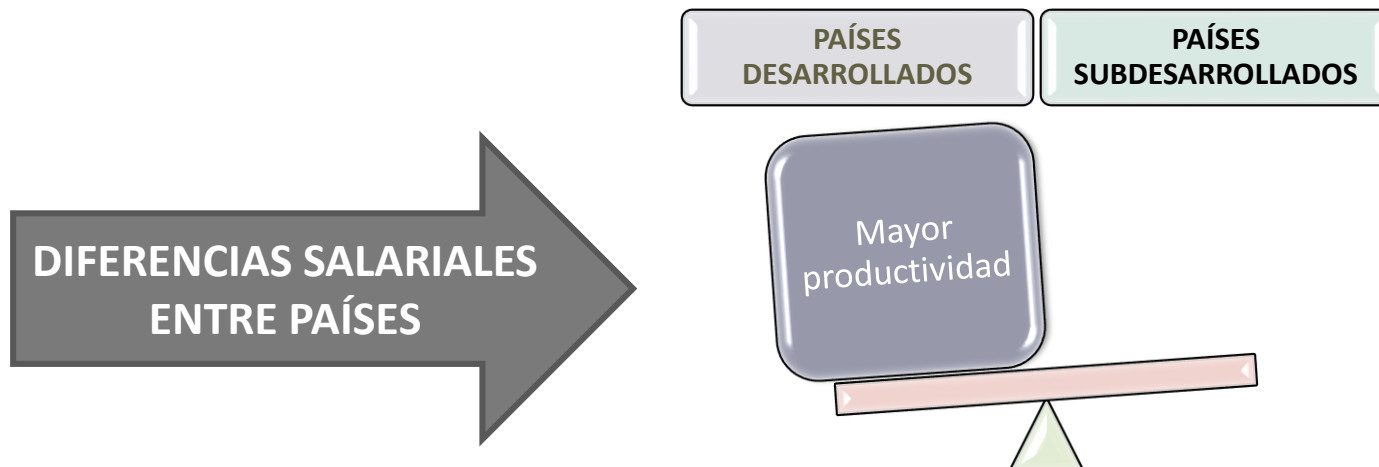 DIFERENCIAS SALARIALES
ENTRE PAÍSES
PAÍSES
DESARROLLADOS
PAÍSES
SUBDESARROLLADOS
Mayor
productividad